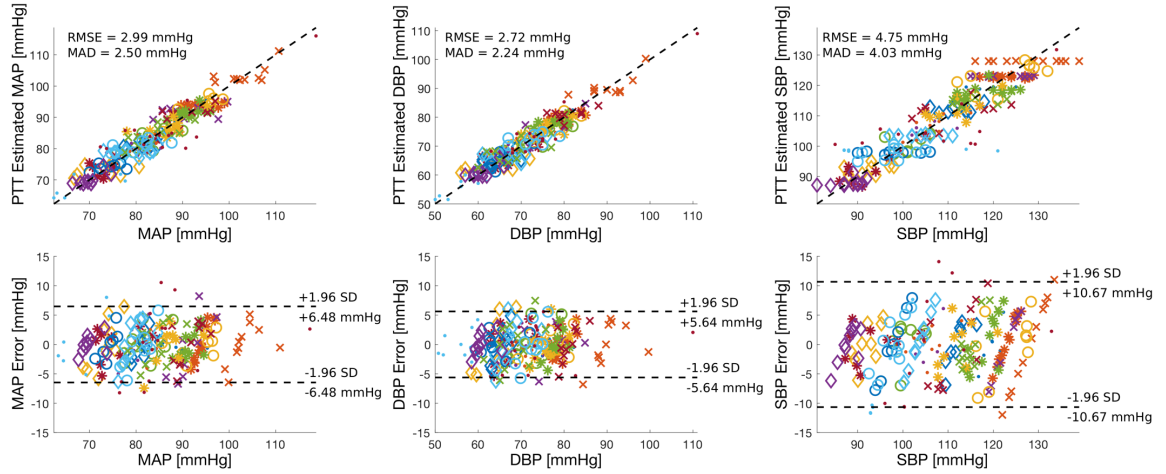 RMSE = 2.99 mmHg
MAD = 2.50 mmHg
PTT Estimated MAP
110
100
90
80
70
70 80 90 100 110
MAP [mmHg]
RMSE = 2.72 mmHg
MAD = 2.24 mmHg
PTT Estimated DBP
110
100
90
80
70
60
50
50 60 70 80 90 100 110
DBP [mmHg]
RMSE = 4.75 mmHg
MAD = 4.03 mmHg
PTT Estimated SBP
130
120
110
100
90
90 100 110 120 130
SBP [mmHg]
MAP Error [mmHg]
15
10
5
0
-5
-10
-15
+1.96 SD
+6.48 mmHg
-1.96 SD
-6.48 mmHg
70 80 90 100 110
MAP [mmHg]
DBP Error [mmHg]
15
10
5
0
-5
-10
-15
+1.96 SD
+5.64 mmHg
-1.96 SD
-5.64 mmHg
50 60 70 80 90 100 110
DBP [mmHg]
SBP Error [mmHg]
15
10
5
0
-5
-10
-15
+1.96 SD
+10.67 mmHg
-1.96 SD
-10.67 mmHg
90 100 110 120 130
SBP [mmHg]